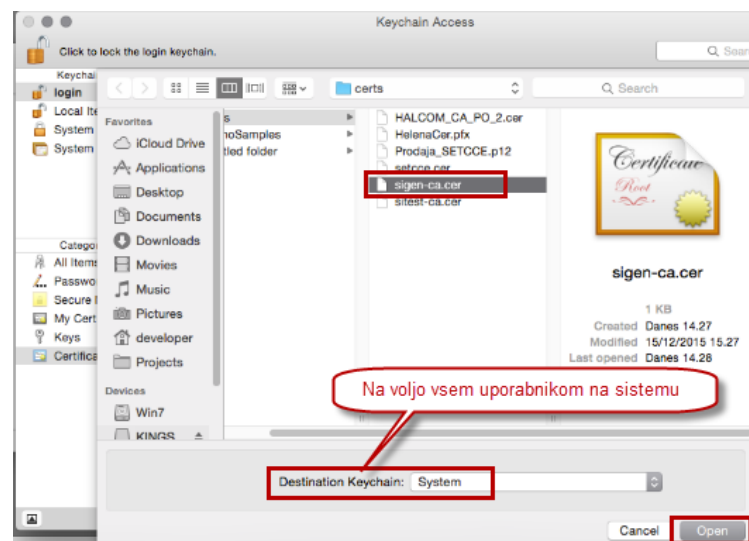 Keychain Access
Click to lock the login keychain.
Keychai
login
Local Ite
System
System
certs
Search
Favorites
iCloud Drive
Applications
Desktop
Documents
Downloads
Movies
Music
Pictures
developer
Projects
Devices
Win7
KINGS
s
noSamples
tled folder
HALCOM_CA_PO_2.cer
HelenaCer.pfx
Prodaja_SETCCE.p12
setcce.cer
sigen-ca.cer
sitest-ca.cer
Certificate
Root
sigen-ca.cer
1 KB
Created Danes 14.27
Modified 15/12/2015 15.27
Last opened Danes 14.28
Catego
All Items
Passwo
Secure
My Cert
Keys
Certifica
Na voljo vsem uporabnikom na sistemu
Destination Keychain: System
Cancel Open